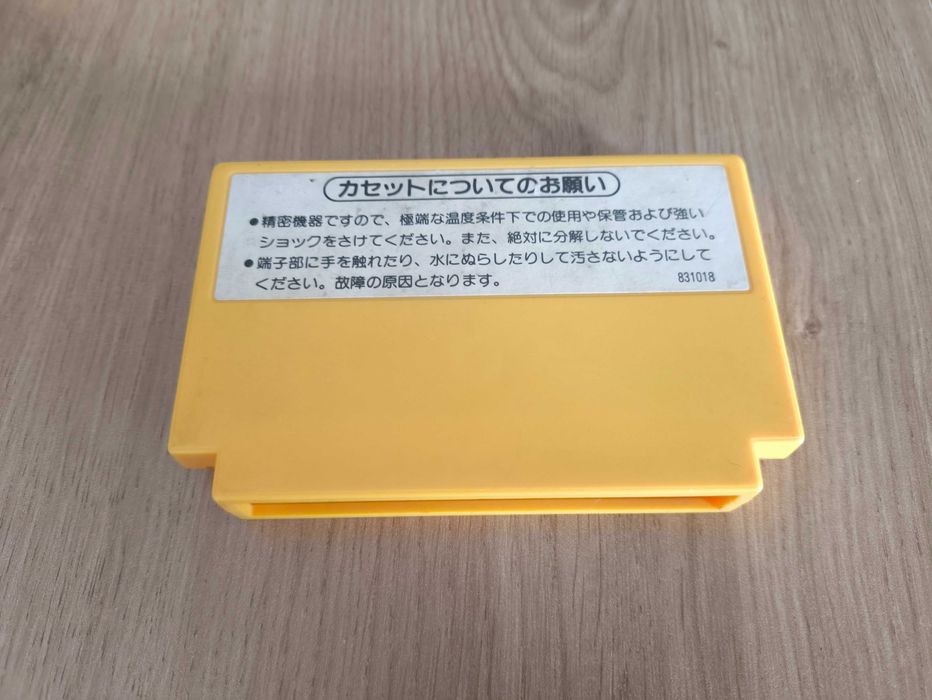 カセットについてのお願い
●精密機器ですので、極端な温度条件下での使用や保管および強い
ショックをさけてください。また、絶対に分解しないでください。
●端子部に手を触れたり、水にぬらしたりして汚さないようにして
ください。故障の原因となります。 831018